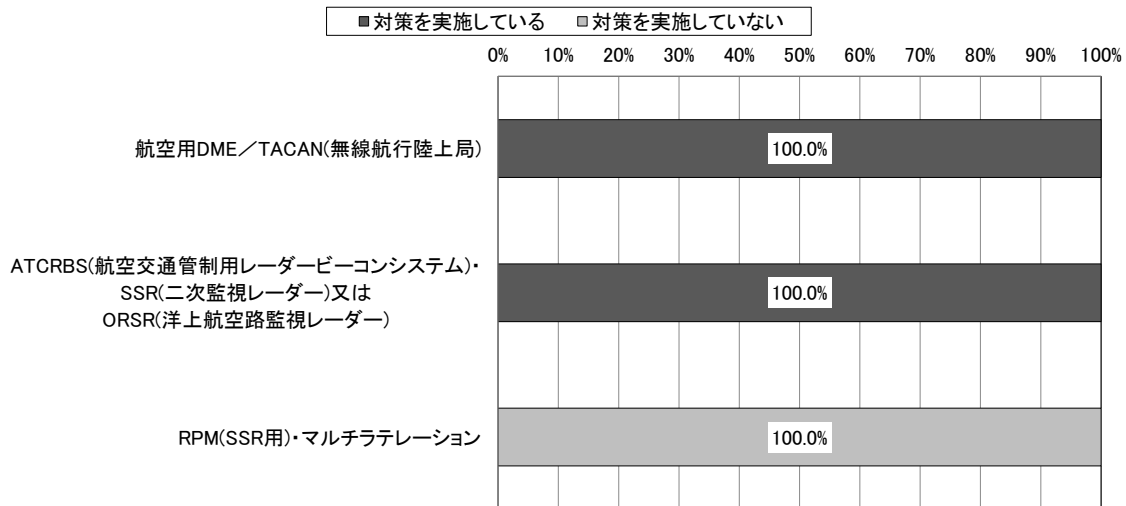 ■対策を実施している ■対策を実施していない
0% 10% 20% 30% 40% 50% 60% 70% 80% 90% 100%
航空用DME／TACAN(無線航行陸上局)
100.0%
ATCRBS(航空交通管制用レーダービーコンシステム)・
SSR(二次監視レーダー)又は
ORSR(洋上航空路監視レーダー)
100.0%
RPM(SSR用)・マルチラテレーション
100.0%